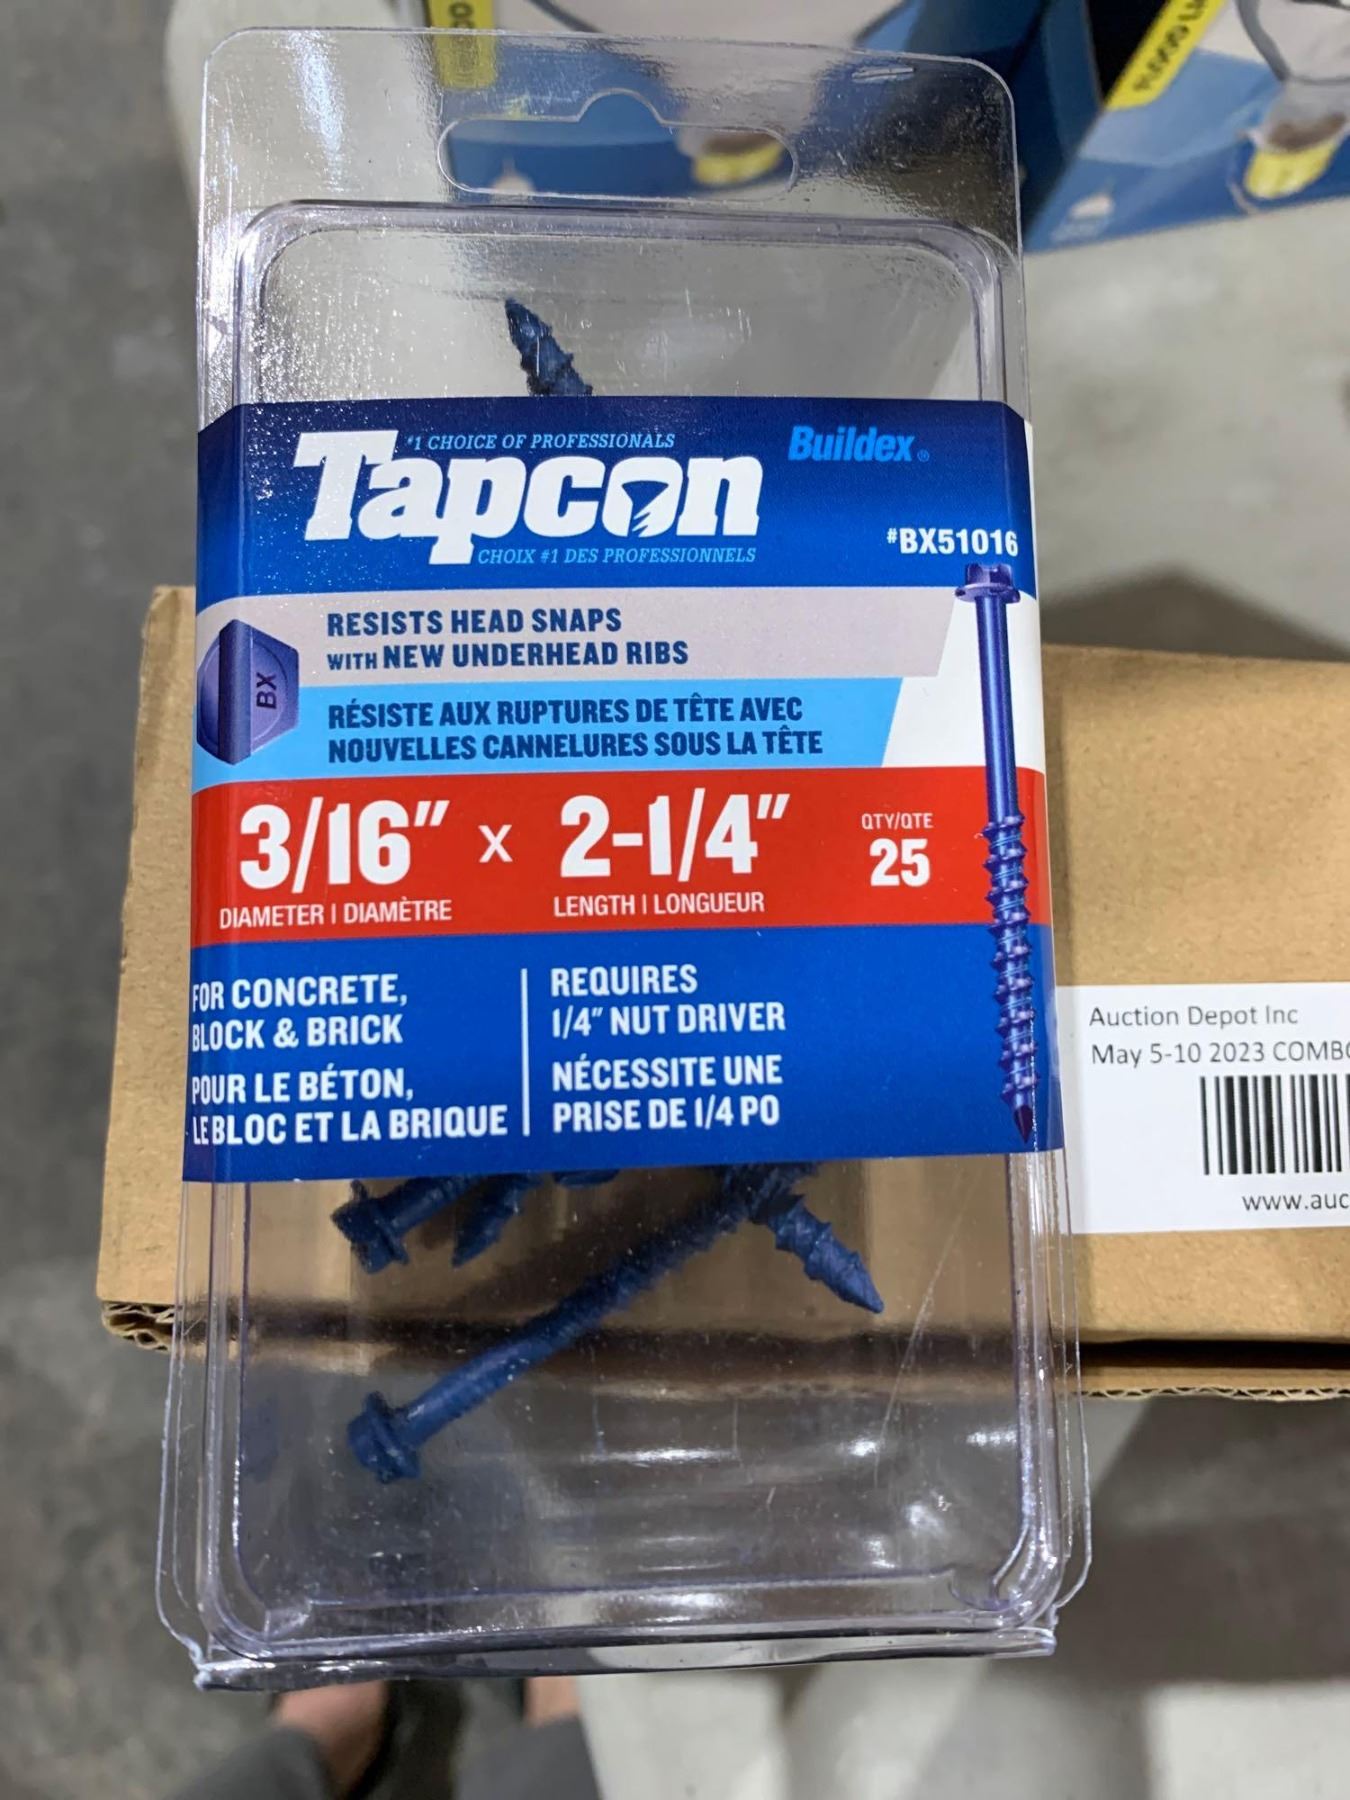 #1 CHOICE OF PROFESSIONALS
Tapcon
CHOIX #1 DES PROFESSIONNELS
Buildex®
#BX51016
RESISTS HEAD SNAPS
WITH NEW UNDERHEAD RIBS
BX
RÉSISTE AUX RUPTURES DE TÊTE AVEC
NOUVELLES CANNELURES SOUS LA TÊTE
3/16" X 2-1/4"
DIAMETER | DIAMÈTRE
LENGTH | LONGUEUR
QTY/QTE
25
FOR CONCRETE,
BLOCK & BRICK
POUR LE BÉTON,
LE BLOC ET LA BRIQUE
REQUIRES
1/4" NUT DRIVER
NÉCESSITE UNE
PRISE DE 1/4 PO
Auction Depot Inc
May 5-10 2023 COMBO
www.auc